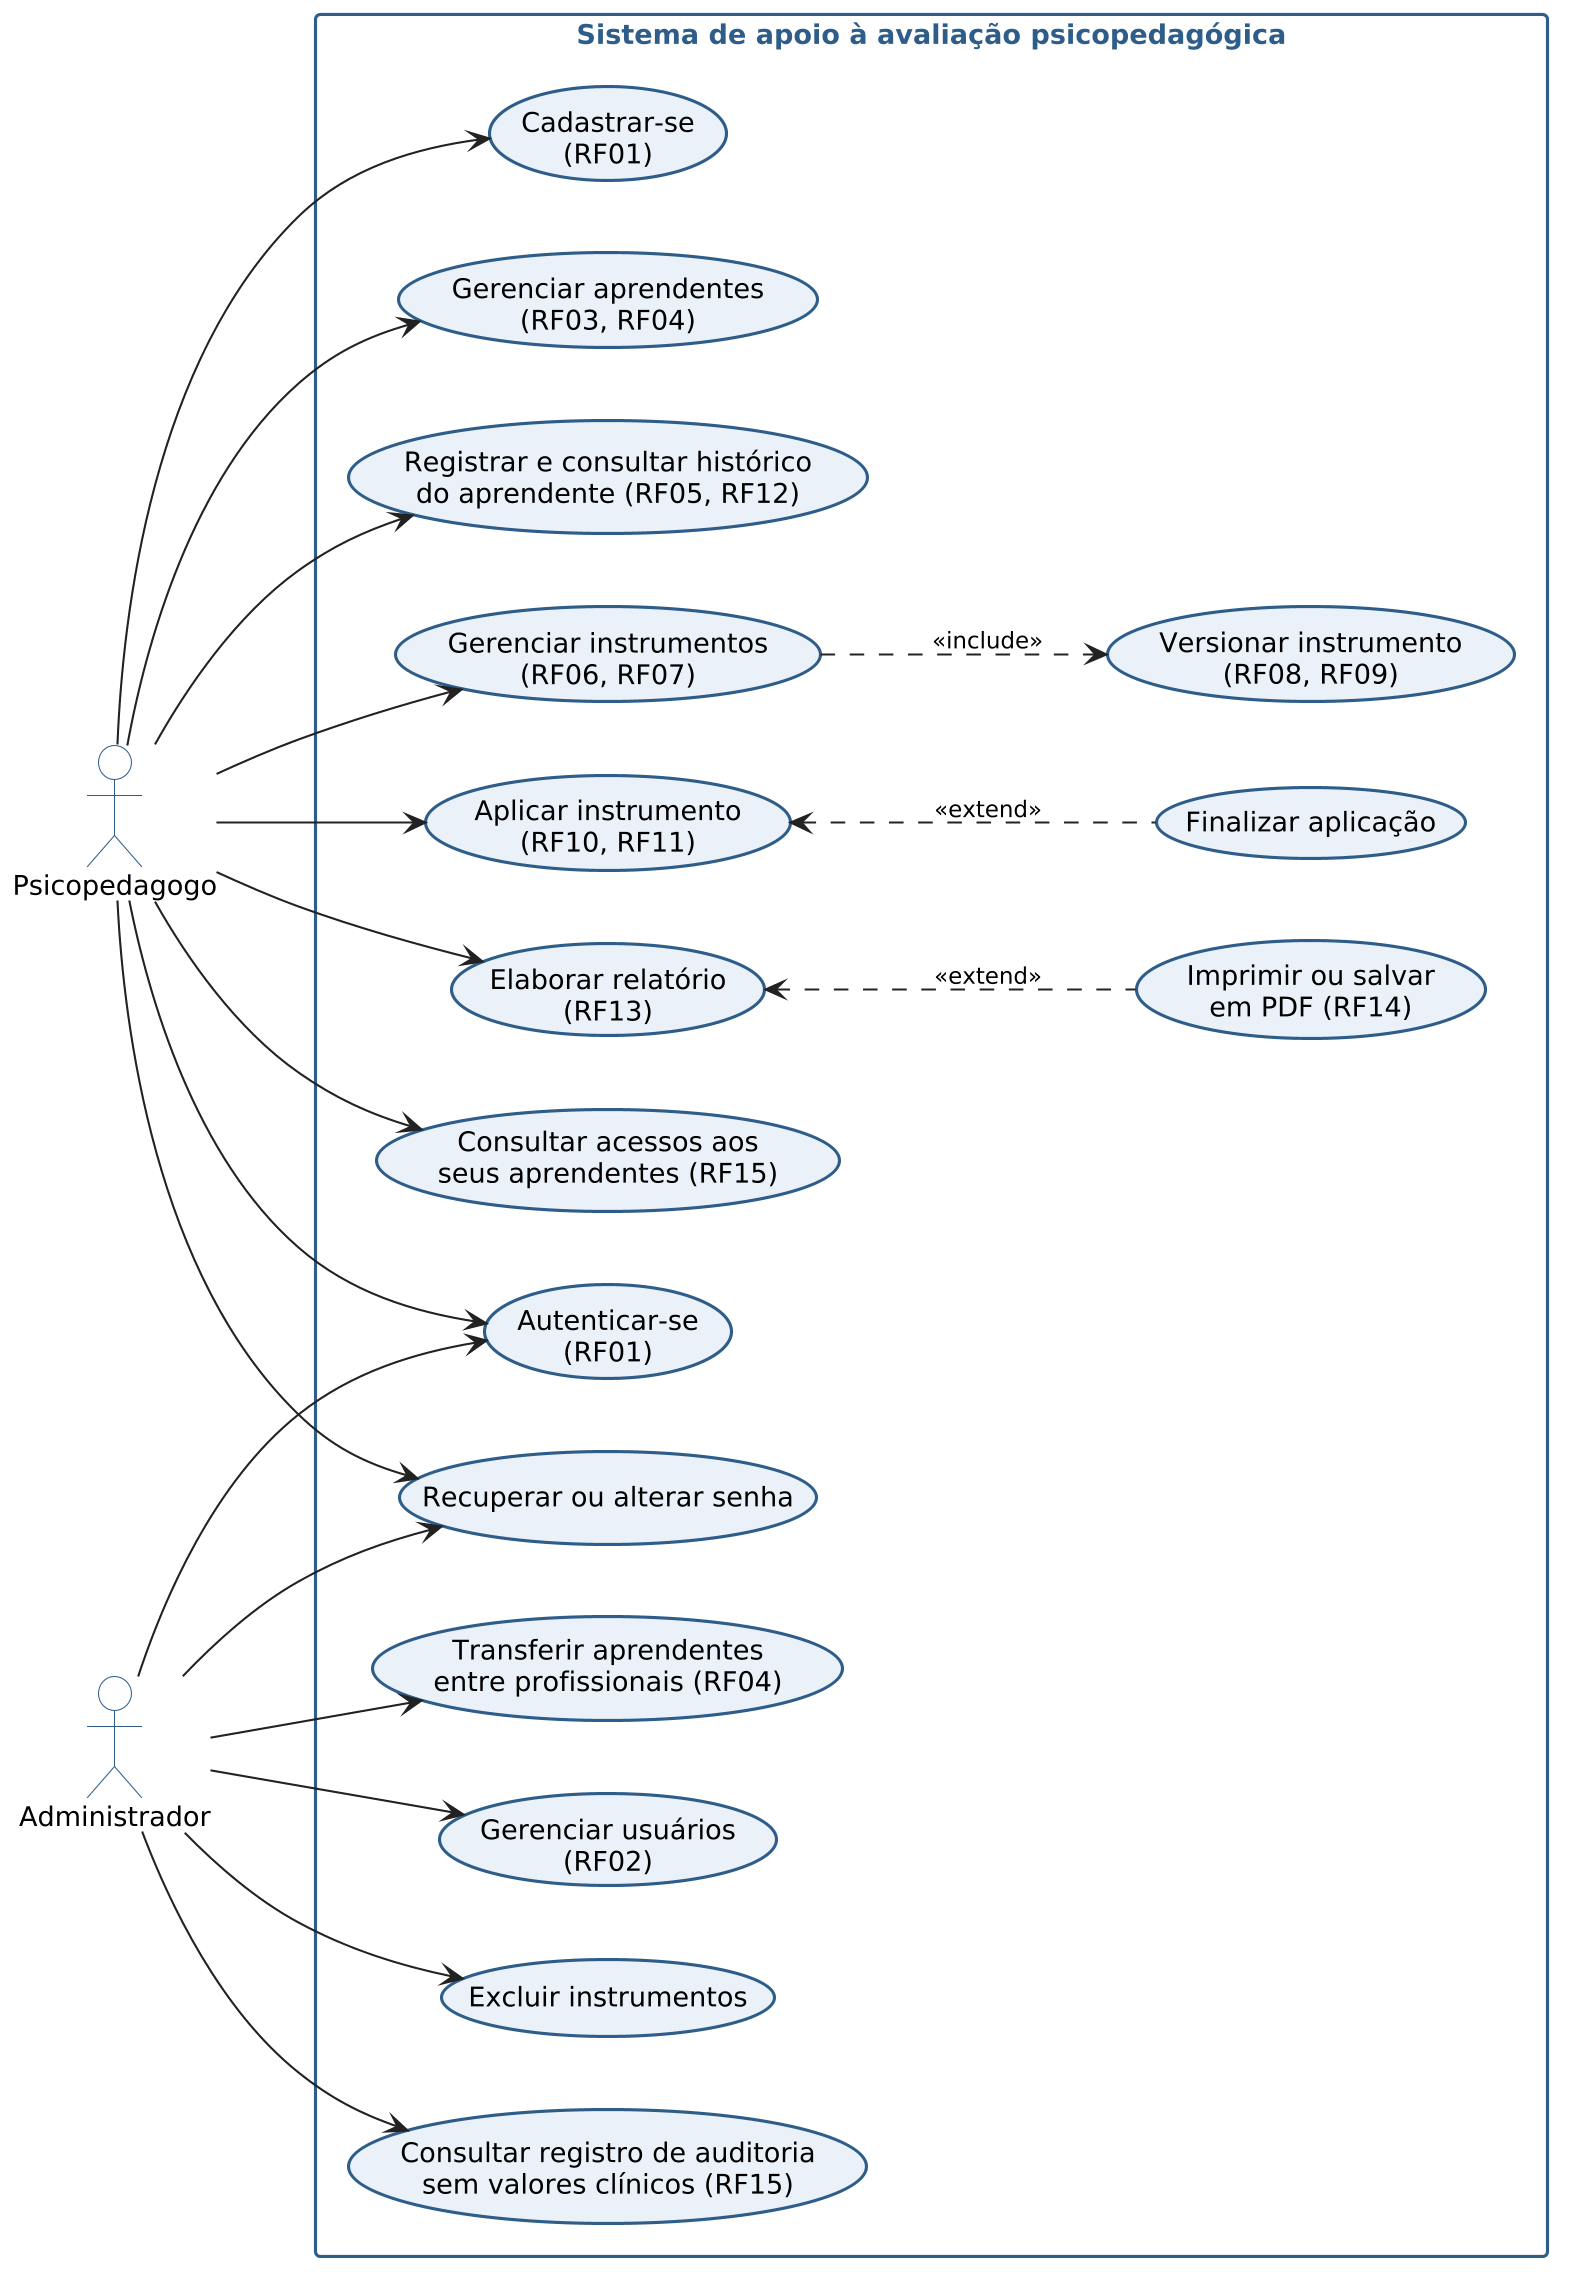 Sistema de apoio à avaliação psicopedagógica
Cadastrar-se
(RF01)
Gerenciar aprendentes
(RF03, RF04)
Registrar e consultar histórico
do aprendente (RF05, RF12)
Gerenciar instrumentos
(RF06, RF07)
«include»
Versionar instrumento
(RF08, RF09)
Aplicar instrumento
(RF10, RF11)
«extend»
Finalizar aplicação
Psicopedagogo
Elaborar relatório
(RF13)
«extend»
Imprimir ou salvar
em PDF (RF14)
Consultar acessos aos
seus aprendentes (RF15)
Autenticar-se
(RF01)
Recuperar ou alterar senha
Transferir aprendentes
entre profissionais (RF04)
Administrador
Gerenciar usuários
(RF02)
Excluir instrumentos
Consultar registro de auditoria
sem valores clínicos (RF15)